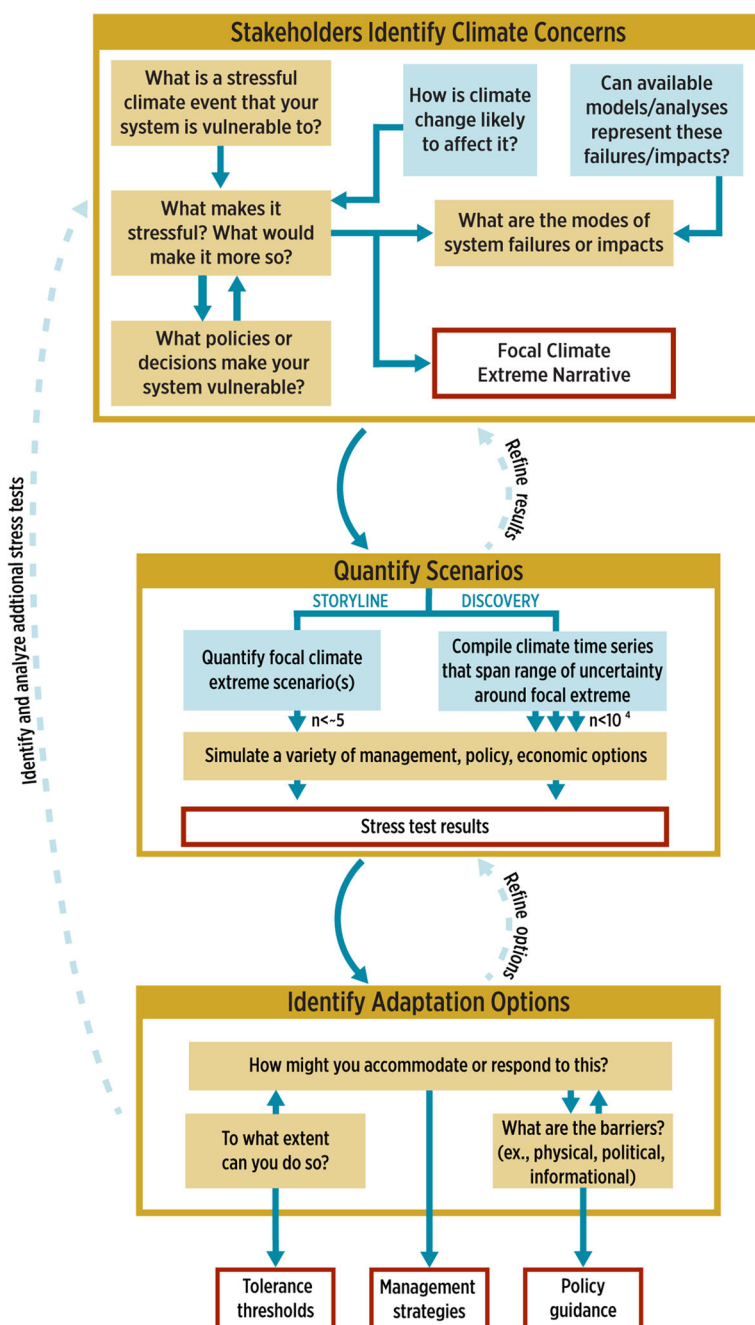 Stakeholders Identify Climate Concerns
What is a stressful
climate event that your
system is vulnerable to?
How is climate
change likely
to affect it?
Can available
models/analyses
represent these
failures/impacts?
What makes it
stressful? What would
make it more so?
What are the modes of
system failures or impacts
What policies or
decisions make your
system vulnerable?
Focal Climate
Extreme Narrative
Refine results
Identify and analyze addtional stress tests
Quantify Scenarios
STORYLINE
DISCOVERY
Quantify focal climate
extreme scenario(s)
Compile climate time series
that span range of uncertainty
around focal extreme
n<~5
n<10 4
Simulate a variety of management, policy, economic options
Stress test results
Refine options
Identify Adaptation Options
How might you accommodate or respond to this?
To what extent
can you do so?
What are the barriers?
(ex., physical, political,
informational)
Tolerance
thresholds
Management
strategies
Policy
guidance